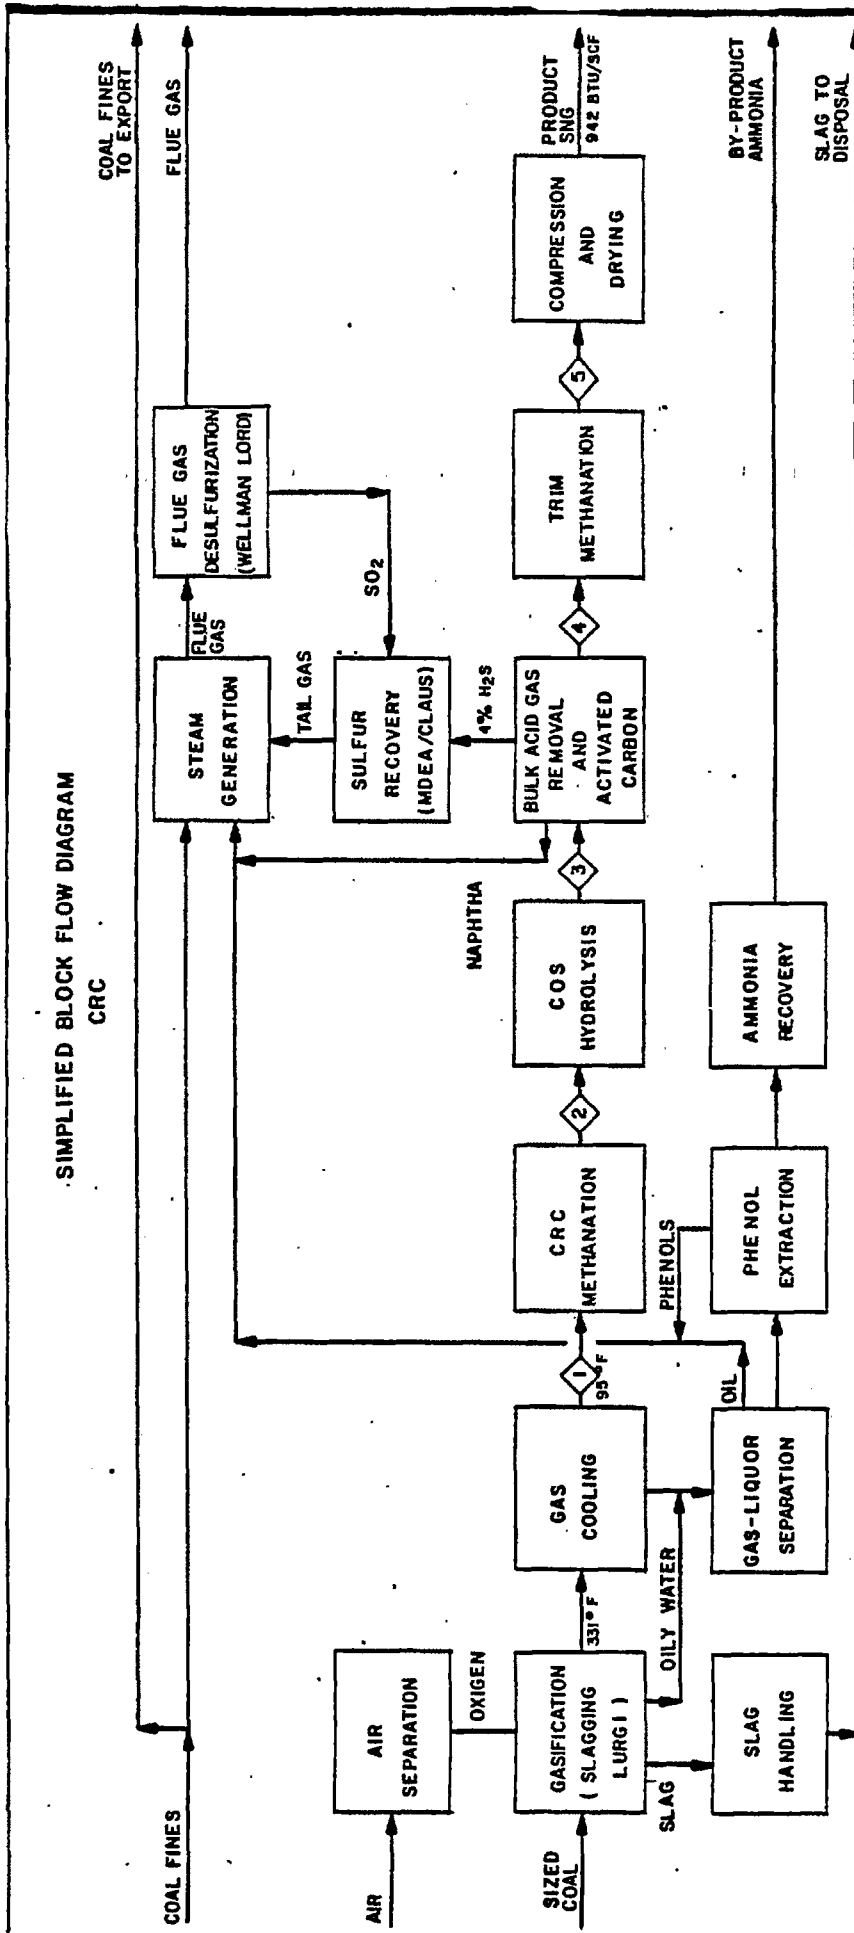 SIMPLIFIED BLOCK FLOW DIAGRAM
CRC
COAL FINES
COAL FINES
TO EXPORT
STEAM
GENERATION
FLUE
GAS
FLUE GAS
DESULFURIZATION
(WELLMAN LORD)
FLUE GAS
TAIL GAS
SO2
AIR
AIR
SEPARATION
OXIGEN
SULFUR
RECOVERY
(MDEA/CLAUS)
4% H2S
NAPHTHA
SIZED
COAL
GASIFICATION
( SLAGGING
LURGI )
331° F
GAS
COOLING
1
95 °F
CRC
METHANATION
2
COS
HYDROLYSIS
3
BULK ACID GAS
REMOVAL
AND
ACTIVATED
CARBON
4
TRIM
METHANATION
5
COMPRESSION
AND
DRYING
PRODUCT
SNG
942 BTU/SCF
SLAG
OILY WATER
OIL
PHENOLS
SLAG
HANDLING
GAS-LIQUOR
SEPARATION
PHENOL
EXTRACTION
AMMONIA
RECOVERY
BY-PRODUCT
AMMONIA
SLAG TO
DISPOSAL